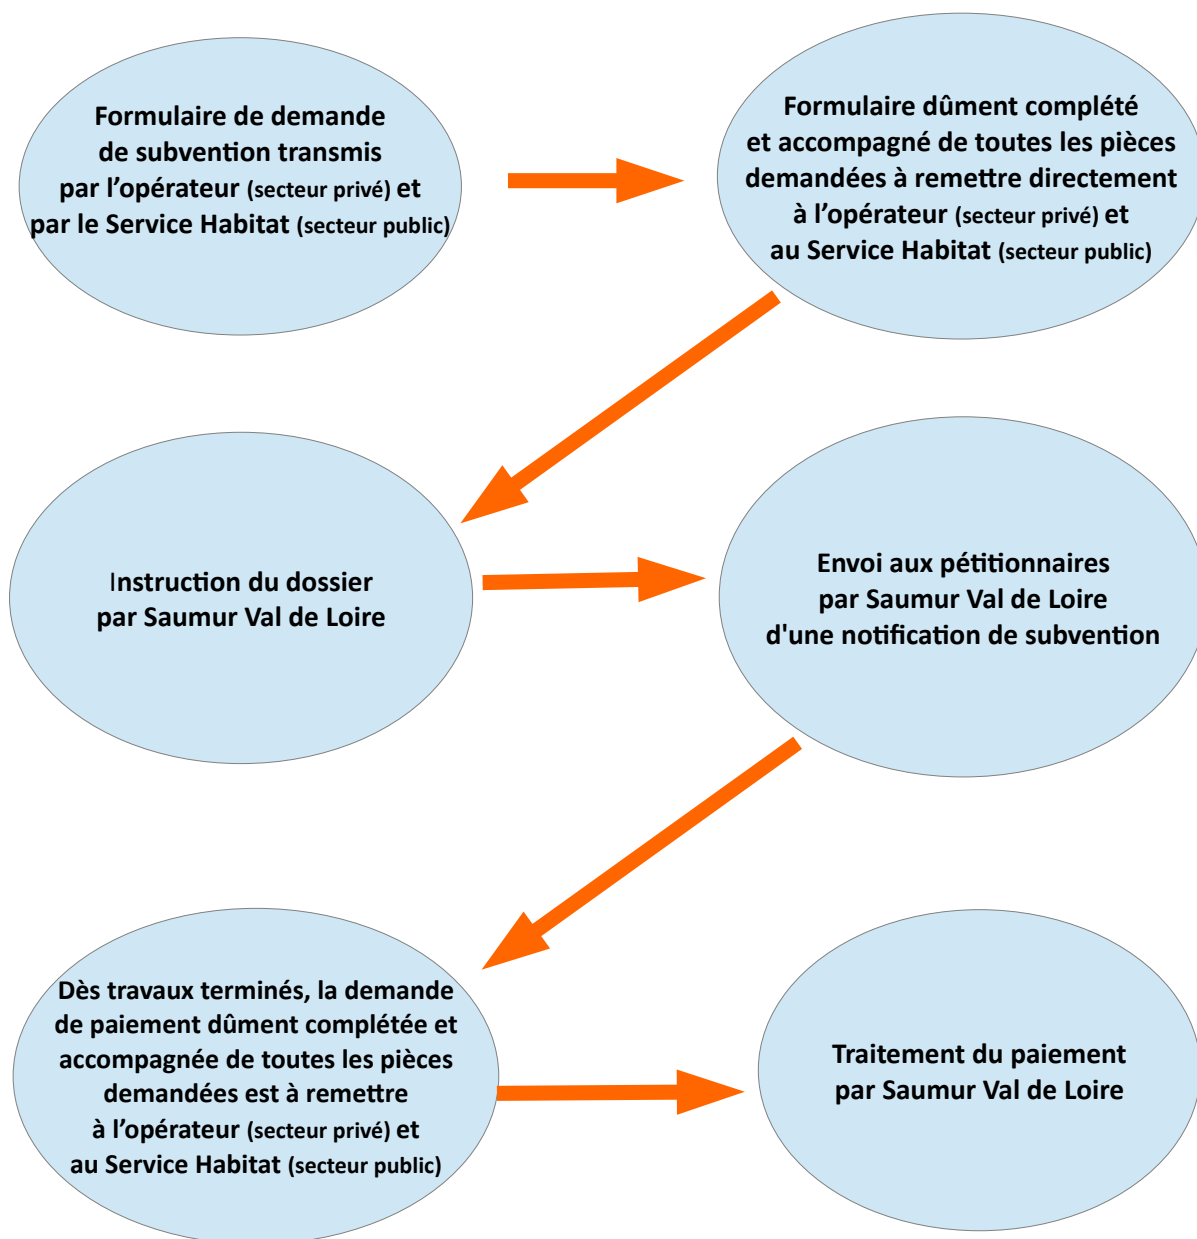 Formulaire de demande
de subvention transmis
par l’opérateur (secteur privé) et
par le Service Habitat (secteur public)
Formulaire dûment complété
et accompagné de toutes les pièces
demandées à remettre directement
à l’opérateur (secteur privé) et
au Service Habitat (secteur public)
Instruction du dossier
par Saumur Val de Loire
Envoi aux pétitionnaires
par Saumur Val de Loire
d'une notification de subvention
Dès travaux terminés, la demande
de paiement dûment complétée et
accompagnée de toutes les pièces
demandées est à remettre
à l’opérateur (secteur privé) et
au Service Habitat (secteur public)
Traitement du paiement
par Saumur Val de Loire